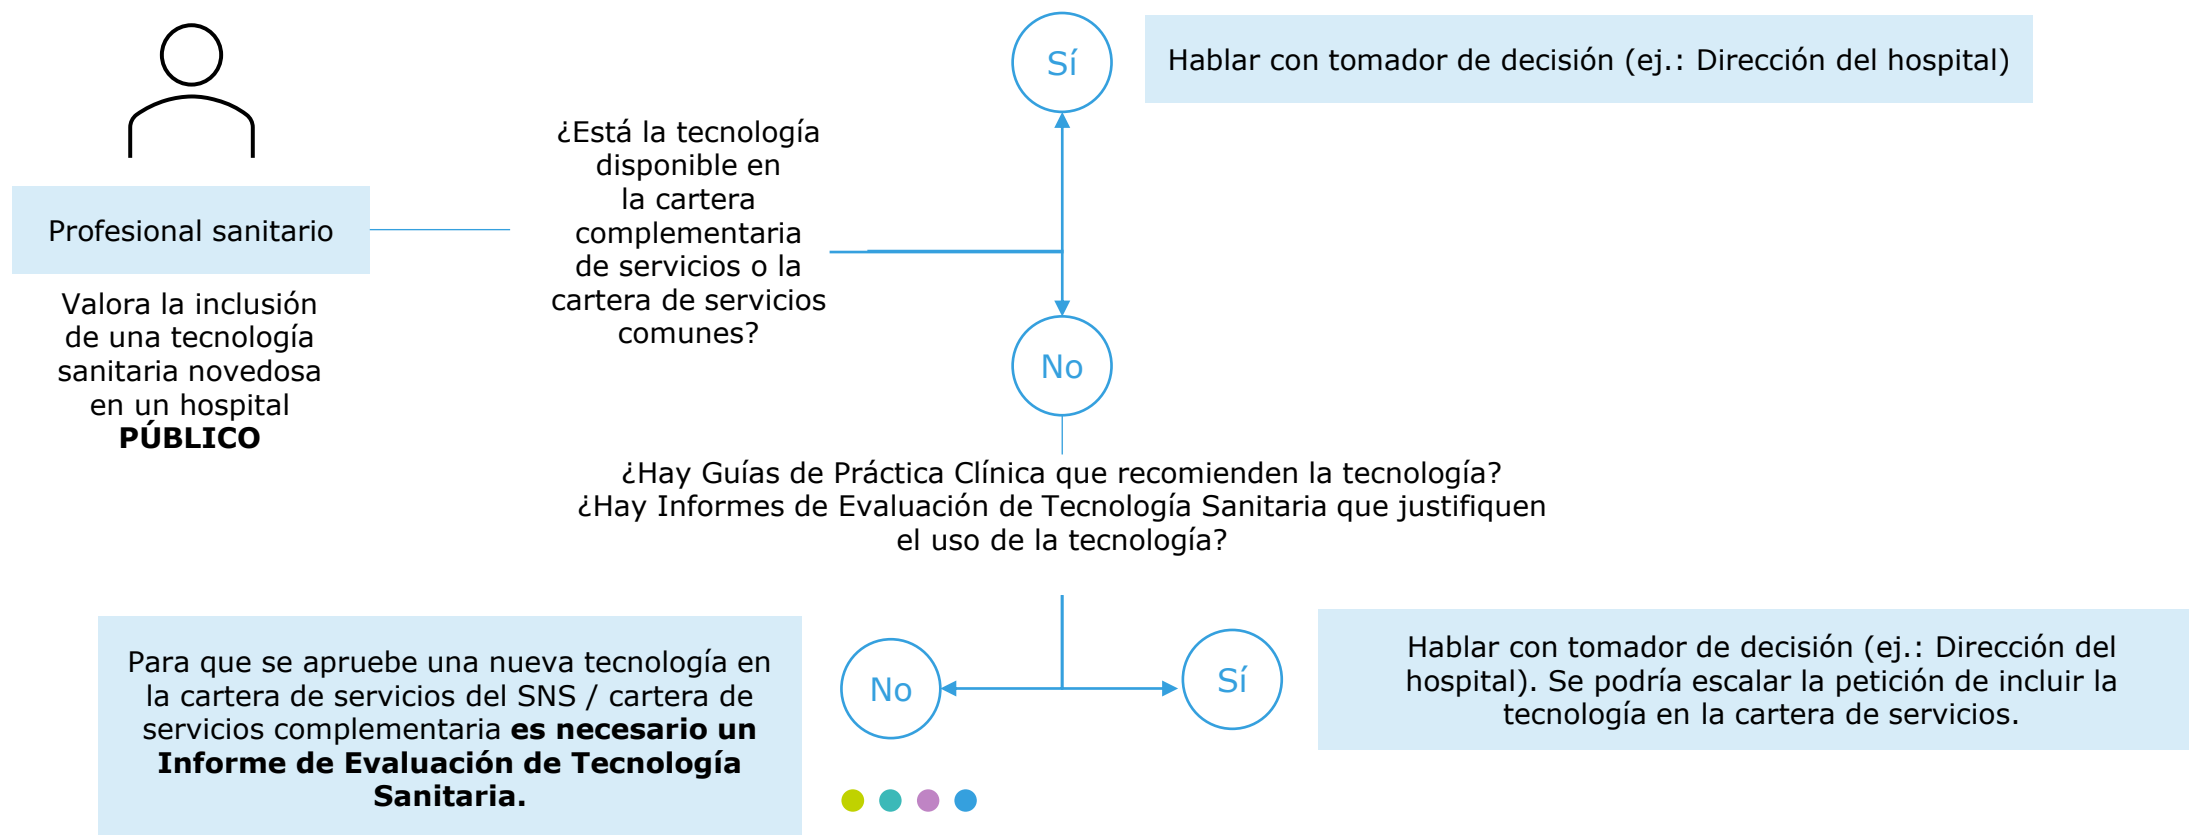 Profesional sanitario
Valora la inclusión
de una tecnología
sanitaria novedosa
en un hospital
PÚBLICO
¿Está la tecnología
disponible en
la cartera
complementaria
de servicios o la
cartera de servicios
comunes?
Sí
Hablar con tomador de decisión (ej.: Dirección del hospital)
No
¿Hay Guías de Práctica Clínica que recomienden la tecnología?
¿Hay Informes de Evaluación de Tecnología Sanitaria que justifiquen
el uso de la tecnología?
No
Para que se apruebe una nueva tecnología en
la cartera de servicios del SNS / cartera de
servicios complementaria es necesario un
Informe de Evaluación de Tecnología
Sanitaria.
Sí
Hablar con tomador de decisión (ej.: Dirección del
hospital). Se podría escalar la petición de incluir la
tecnología en la cartera de servicios.